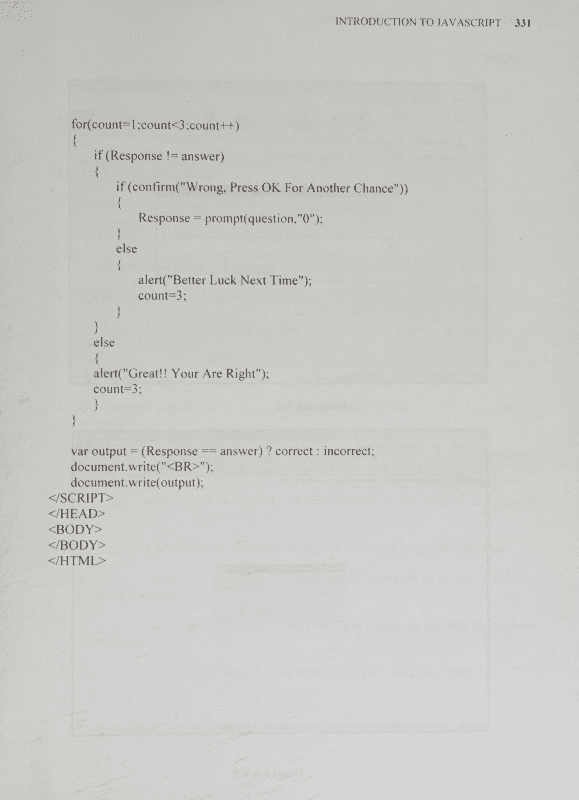 INTRODUCTION TO JAVASCRIPT 331
for(count=1;count<3;count++)
{
if (Response != answer)
{
if (confirm("Wrong, Press OK For Another Chance"))
{
Response = prompt(question,"0");
}
else
{
alert("Better Luck Next Time");
count=3;
}
}
else
{
alert("Great!! Your Are Right");
count=3;
}
}
var output = (Response == answer) ? correct : incorrect;
document.write("<BR>");
document.write(output);
</SCRIPT>
</HEAD>
<BODY>
</BODY>
</HTML>